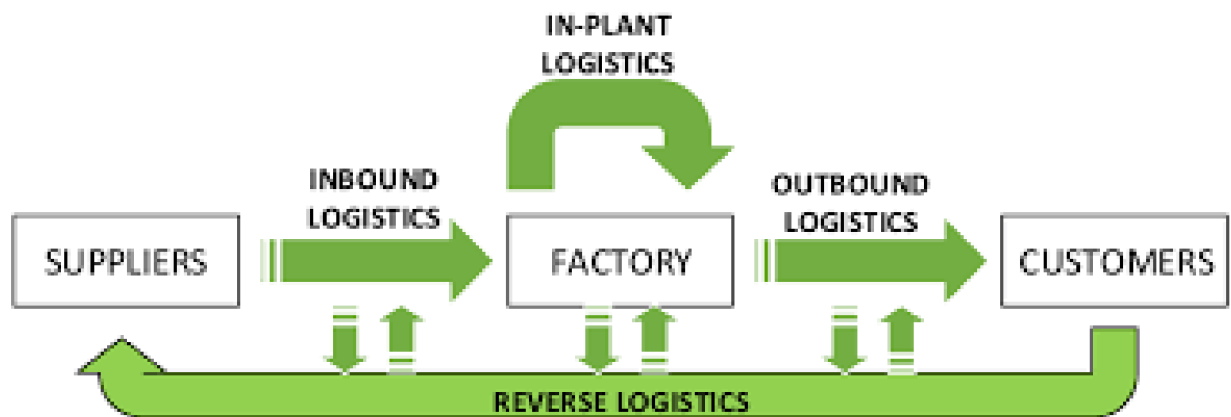 IN-PLANT
LOGISTICS
INBOUND
LOGISTICS
OUTBOUND
LOGISTICS
SUPPLIERS
FACTORY
CUSTOMERS
REVERSE LOGISTICS